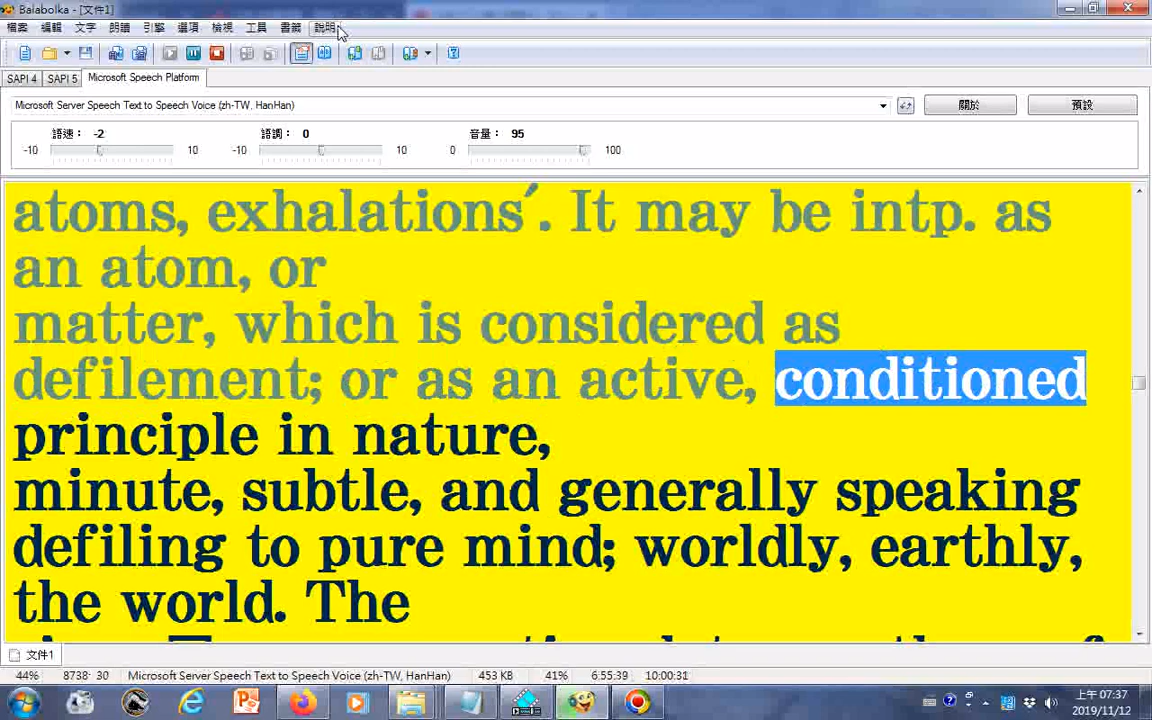 Balabolka - [文件1]
檔案 編輯 文字 朗讀 引擎 選項 檢視 工具 書籤 說明
SAPI 4 SAPI 5 Microsoft Speech Platform
Microsoft Server Speech Text to Speech Voice (zh-TW, HanHan) 關於 預設
語速： -2 語調： 0 音量： 95
-10 10 -10 10 0 100
atoms, exhalations′. It may be intp. as
an atom, or
matter, which is considered as
defilement; or as an active, conditioned
principle in nature,
minute, subtle, and generally speaking
defiling to pure mind; worldly, earthly,
the world. The
文件1
44% 8738: 30 Microsoft Server Speech Text to Speech Voice (zh-TW, HanHan) 453 KB 41% 6:55:39 10:00:31
上午 07:37
2019/11/12